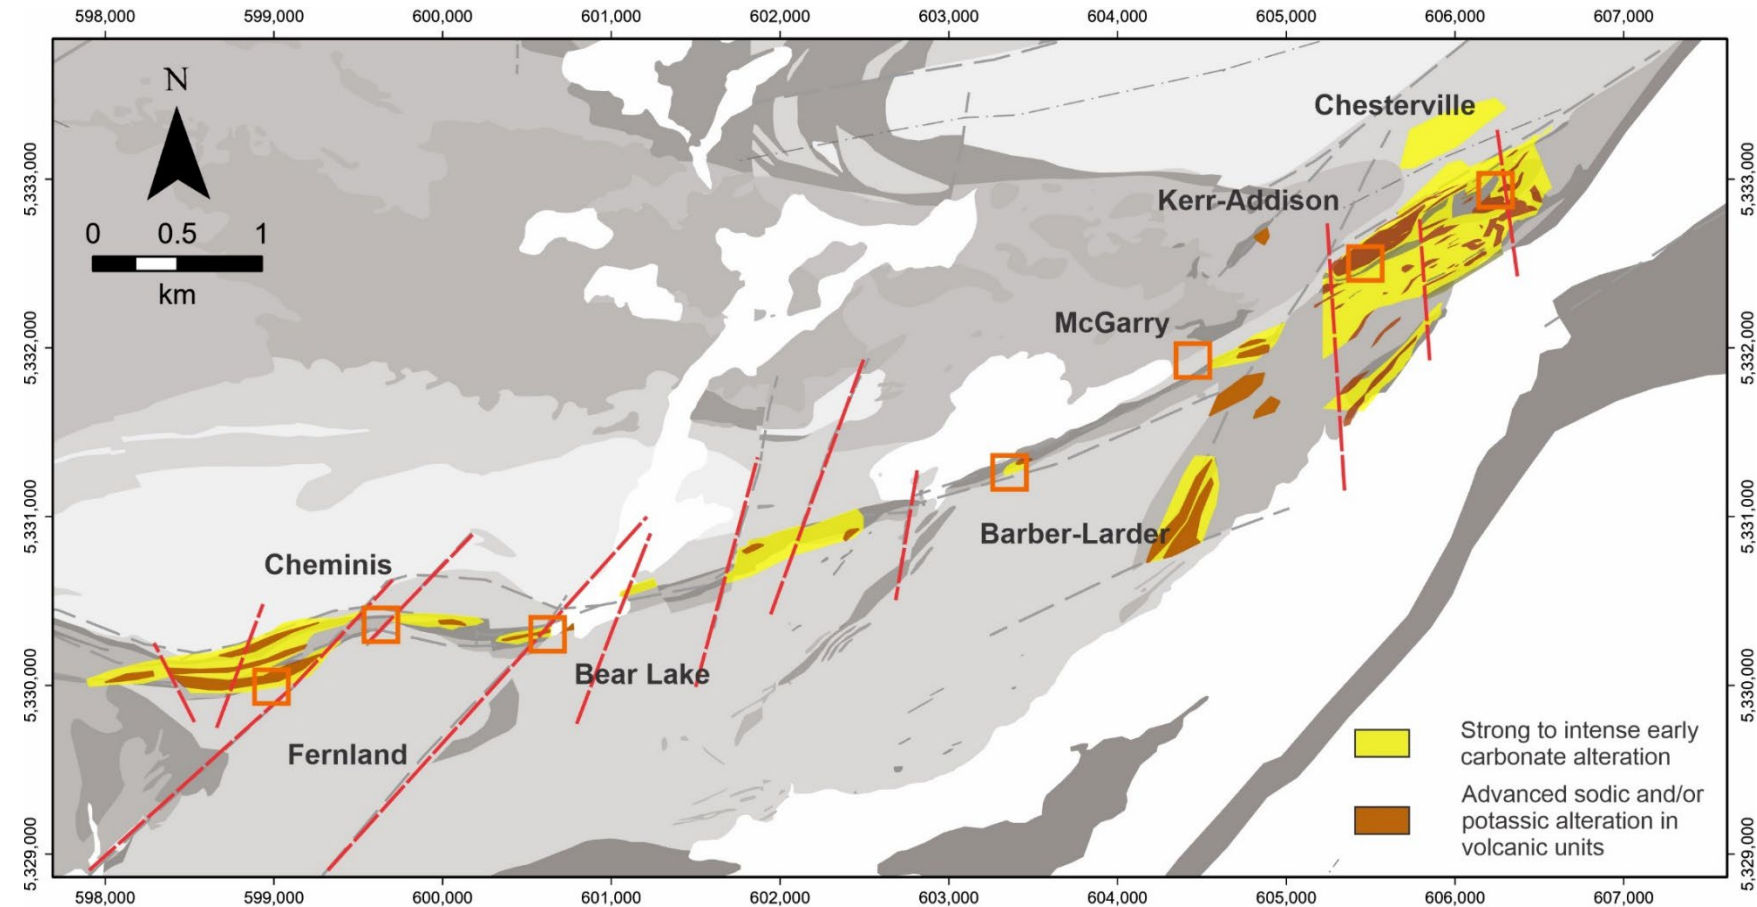 598,000 599,000 600,000 601,000 602,000 603,000 604,000 605,000 606,000 607,000
N
0 0.5 1
km
5,333,000
5,332,000
5,331,000
5,330,000
5,329,000
Chesterville
Kerr-Addison
McGarry
Barber-Larder
Cheminis
Bear Lake
Fernland
5,333,000
5,332,000
5,331,000
5,330,000
5,329,000
Strong to intense early
carbonate alteration
Advanced sodic and/or
potassic alteration in
volcanic units
598,000 599,000 600,000 601,000 602,000 603,000 604,000 605,000 606,000 607,000